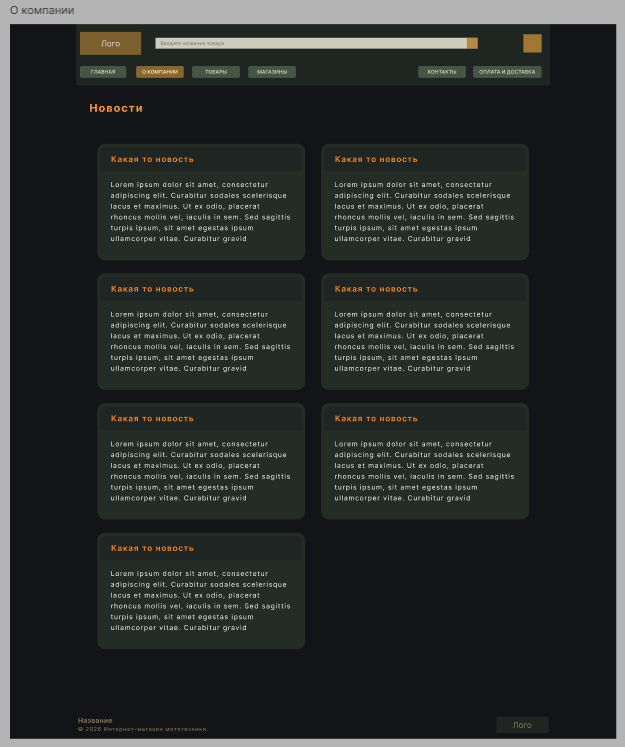 О компании
Лого
Введите название товара
ГЛАВНАЯ О КОМПАНИИ ТОВАРЫ МАГАЗИНЫ КОНТАКТЫ ОПЛАТА И ДОСТАВКА
Новости
Какая то новость
Lorem ipsum dolor sit amet, consectetur
adipiscing elit. Curabitur sodales scelerisque
lacus et maximus. Ut ex odio, placerat
rhoncus mollis vel, iaculis in sem. Sed sagittis
turpis ipsum, sit amet egestas ipsum
ullamcorper vitae. Curabitur gravid
Какая то новость
Lorem ipsum dolor sit amet, consectetur
adipiscing elit. Curabitur sodales scelerisque
lacus et maximus. Ut ex odio, placerat
rhoncus mollis vel, iaculis in sem. Sed sagittis
turpis ipsum, sit amet egestas ipsum
ullamcorper vitae. Curabitur gravid
Какая то новость
Lorem ipsum dolor sit amet, consectetur
adipiscing elit. Curabitur sodales scelerisque
lacus et maximus. Ut ex odio, placerat
rhoncus mollis vel, iaculis in sem. Sed sagittis
turpis ipsum, sit amet egestas ipsum
ullamcorper vitae. Curabitur gravid
Какая то новость
Lorem ipsum dolor sit amet, consectetur
adipiscing elit. Curabitur sodales scelerisque
lacus et maximus. Ut ex odio, placerat
rhoncus mollis vel, iaculis in sem. Sed sagittis
turpis ipsum, sit amet egestas ipsum
ullamcorper vitae. Curabitur gravid
Какая то новость
Lorem ipsum dolor sit amet, consectetur
adipiscing elit. Curabitur sodales scelerisque
lacus et maximus. Ut ex odio, placerat
rhoncus mollis vel, iaculis in sem. Sed sagittis
turpis ipsum, sit amet egestas ipsum
ullamcorper vitae. Curabitur gravid
Какая то новость
Lorem ipsum dolor sit amet, consectetur
adipiscing elit. Curabitur sodales scelerisque
lacus et maximus. Ut ex odio, placerat
rhoncus mollis vel, iaculis in sem. Sed sagittis
turpis ipsum, sit amet egestas ipsum
ullamcorper vitae. Curabitur gravid
Какая то новость
Lorem ipsum dolor sit amet, consectetur
adipiscing elit. Curabitur sodales scelerisque
lacus et maximus. Ut ex odio, placerat
rhoncus mollis vel, iaculis in sem. Sed sagittis
turpis ipsum, sit amet egestas ipsum
ullamcorper vitae. Curabitur gravid
Название
© 2026 Интернет-магазин мототехники.
Лого